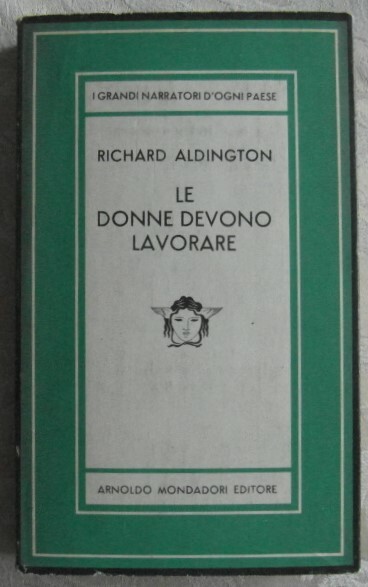 I GRANDI NARRATORI D'OGNI PAESE
RICHARD ALDINGTON
LE
DONNE DEVONO
LAVORARE
ARNOLDO MONDADORI EDITORE